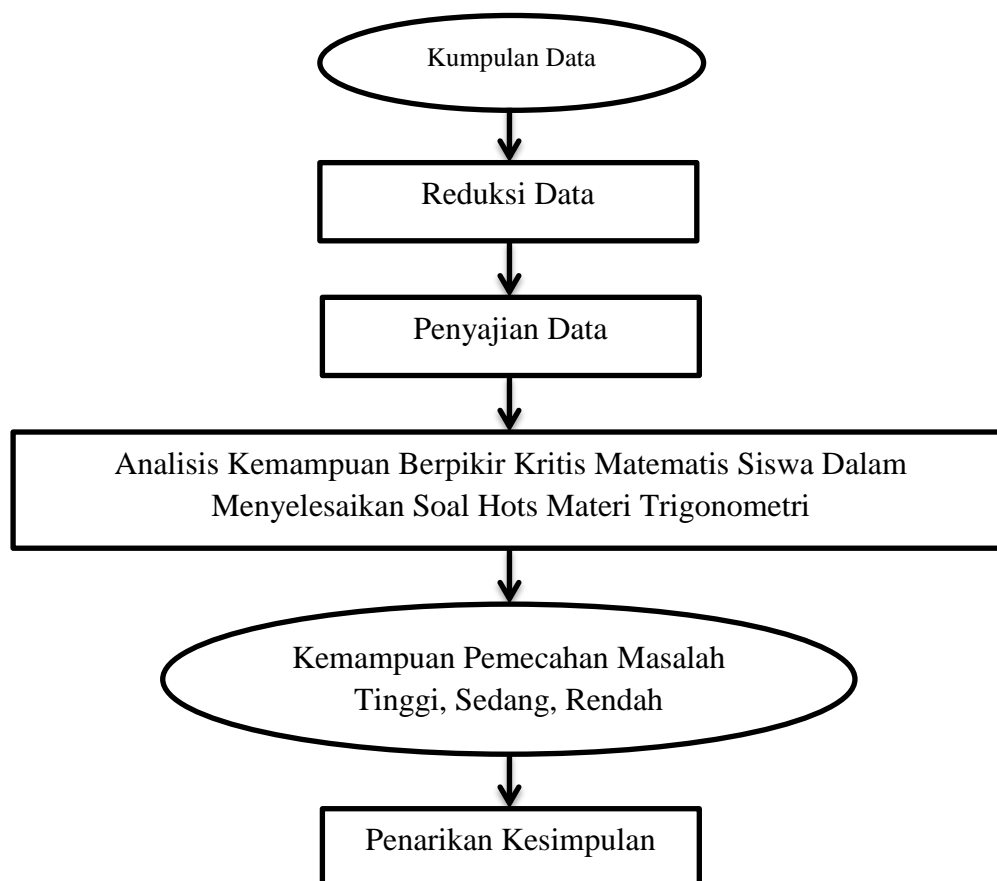 Kumpulan Data
Reduksi Data
Penyajian Data
Analisis Kemampuan Berpikir Kritis Matematis Siswa Dalam
Menyelesaikan Soal Hots Materi Trigonometri
Kemampuan Pemecahan Masalah
Tinggi, Sedang, Rendah
Penarikan Kesimpulan